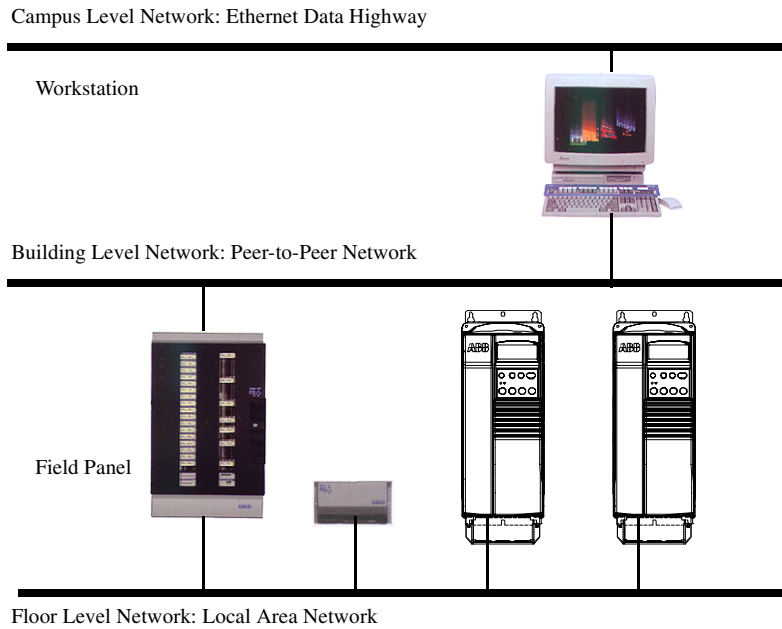 Campus Level Network: Ethernet Data Highway
Workstation
Building Level Network: Peer-to-Peer Network
ABB
ABB
Field Panel
Floor Level Network: Local Area Network